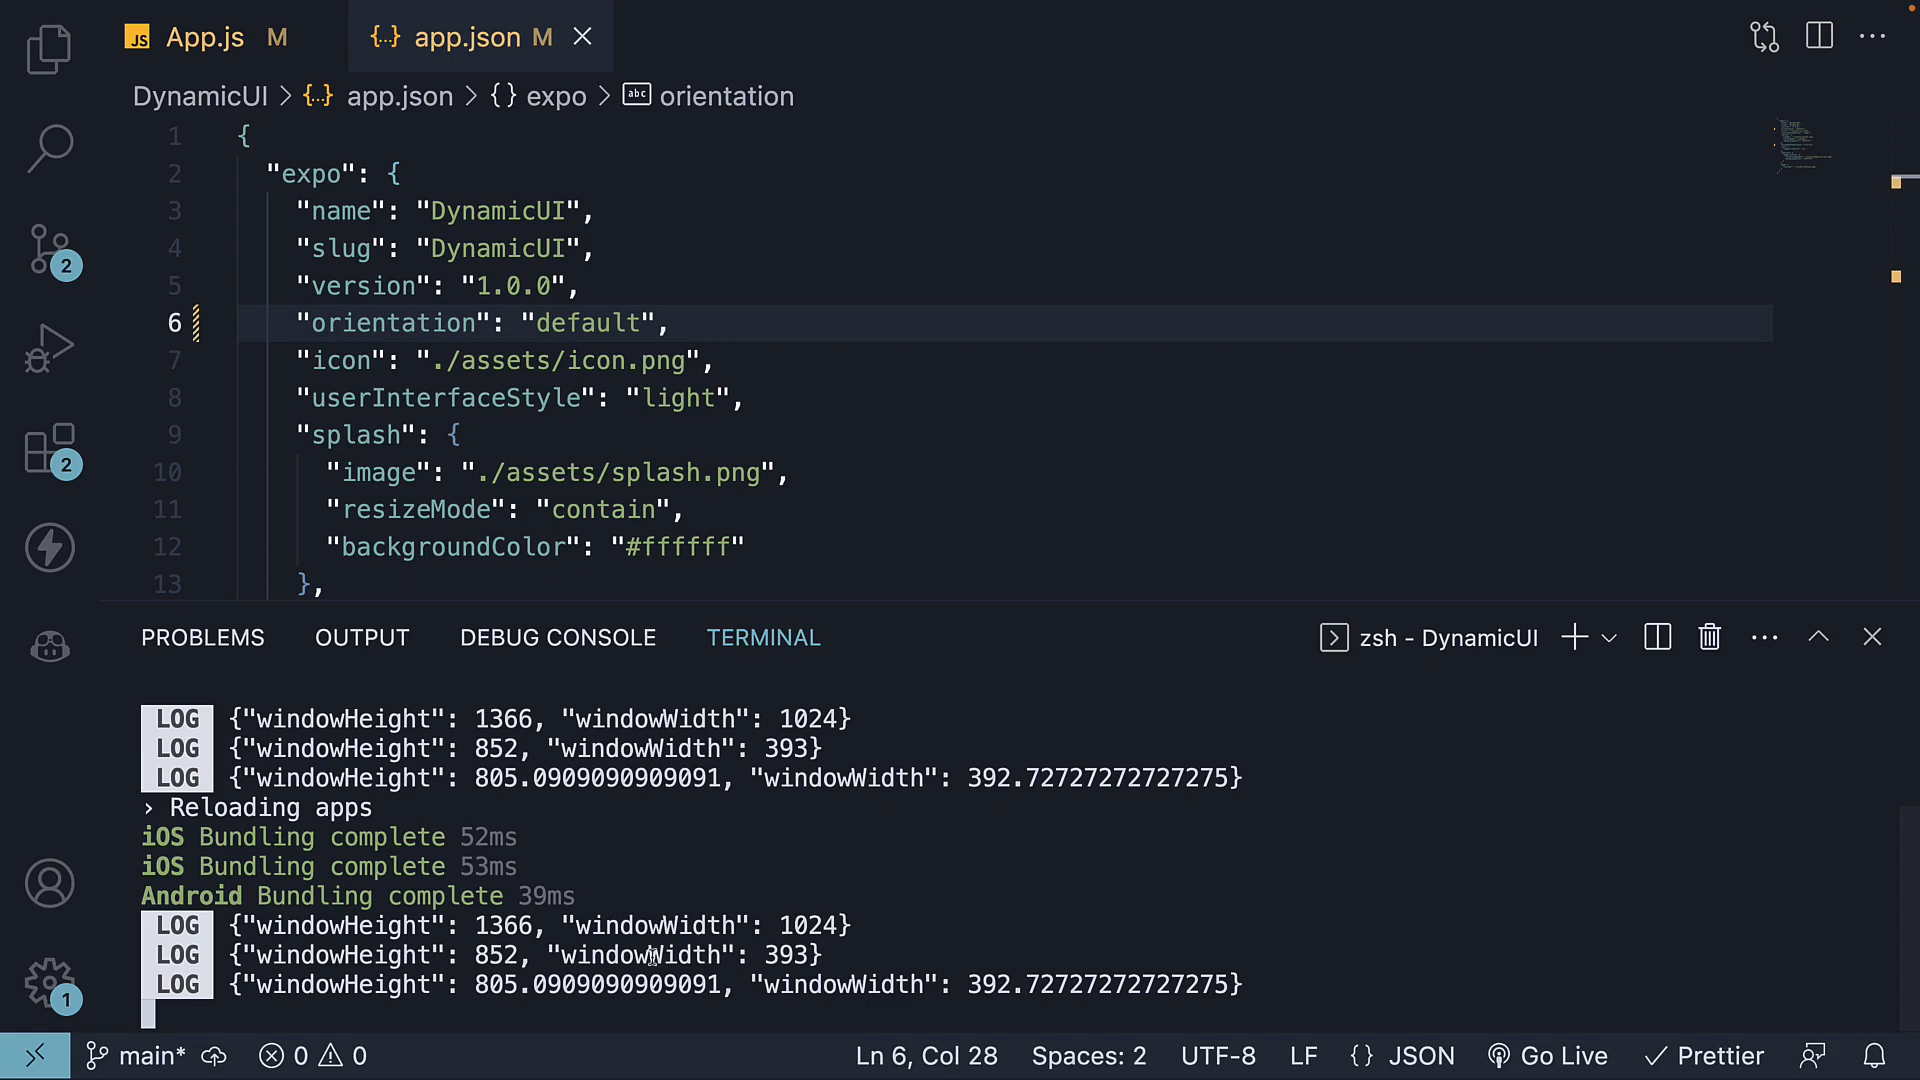 JS App.js M {...} app.json M
DynamicUI > {...} app.json > {} expo > abc orientation
1 {
2 "expo": {
3 "name": "DynamicUI",
4 "slug": "DynamicUI",
5 "version": "1.0.0",
6 "orientation": "default",
7 "icon": "./assets/icon.png",
8 "userInterfaceStyle": "light",
9 "splash": {
10 "image": "./assets/splash.png",
11 "resizeMode": "contain",
12 "backgroundColor": "#ffffff"
13 },
2
2
1
PROBLEMS OUTPUT DEBUG CONSOLE TERMINAL zsh - DynamicUI
LOG {"windowHeight": 1366, "windowWidth": 1024}
LOG {"windowHeight": 852, "windowWidth": 393}
LOG {"windowHeight": 805.0909090909091, "windowWidth": 392.72727272727275}
› Reloading apps
iOS Bundling complete 52ms
iOS Bundling complete 53ms
Android Bundling complete 39ms
LOG {"windowHeight": 1366, "windowWidth": 1024}
LOG {"windowHeight": 852, "windowWidth": 393}
LOG {"windowHeight": 805.0909090909091, "windowWidth": 392.72727272727275}
main* 0 0 Ln 6, Col 28 Spaces: 2 UTF-8 LF {} JSON Go Live Prettier